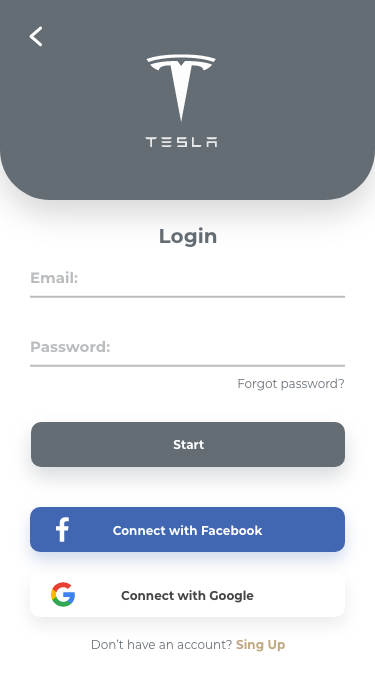 TESLA
Login
Email:
Password:
Forgot password?
Start
Connect with Facebook
Connect with Google
Don't have an account? Sing Up